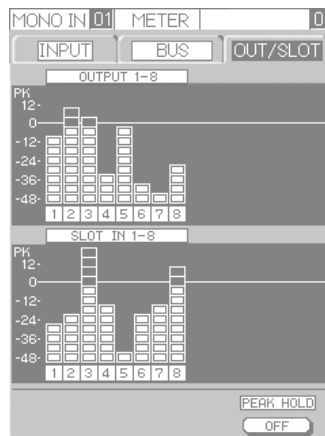 MONO IN 01 METER 0
INPUT BUS OUT/SLOT
OUTPUT 1-8
PK
12-
0-
-12-
-24-
-36-
-48-
1 2 3 4 5 6 7 8
SLOT IN 1-8
PK
12-
0-
-12-
-24-
-36-
-48-
1 2 3 4 5 6 7 8
PEAK HOLD
OFF